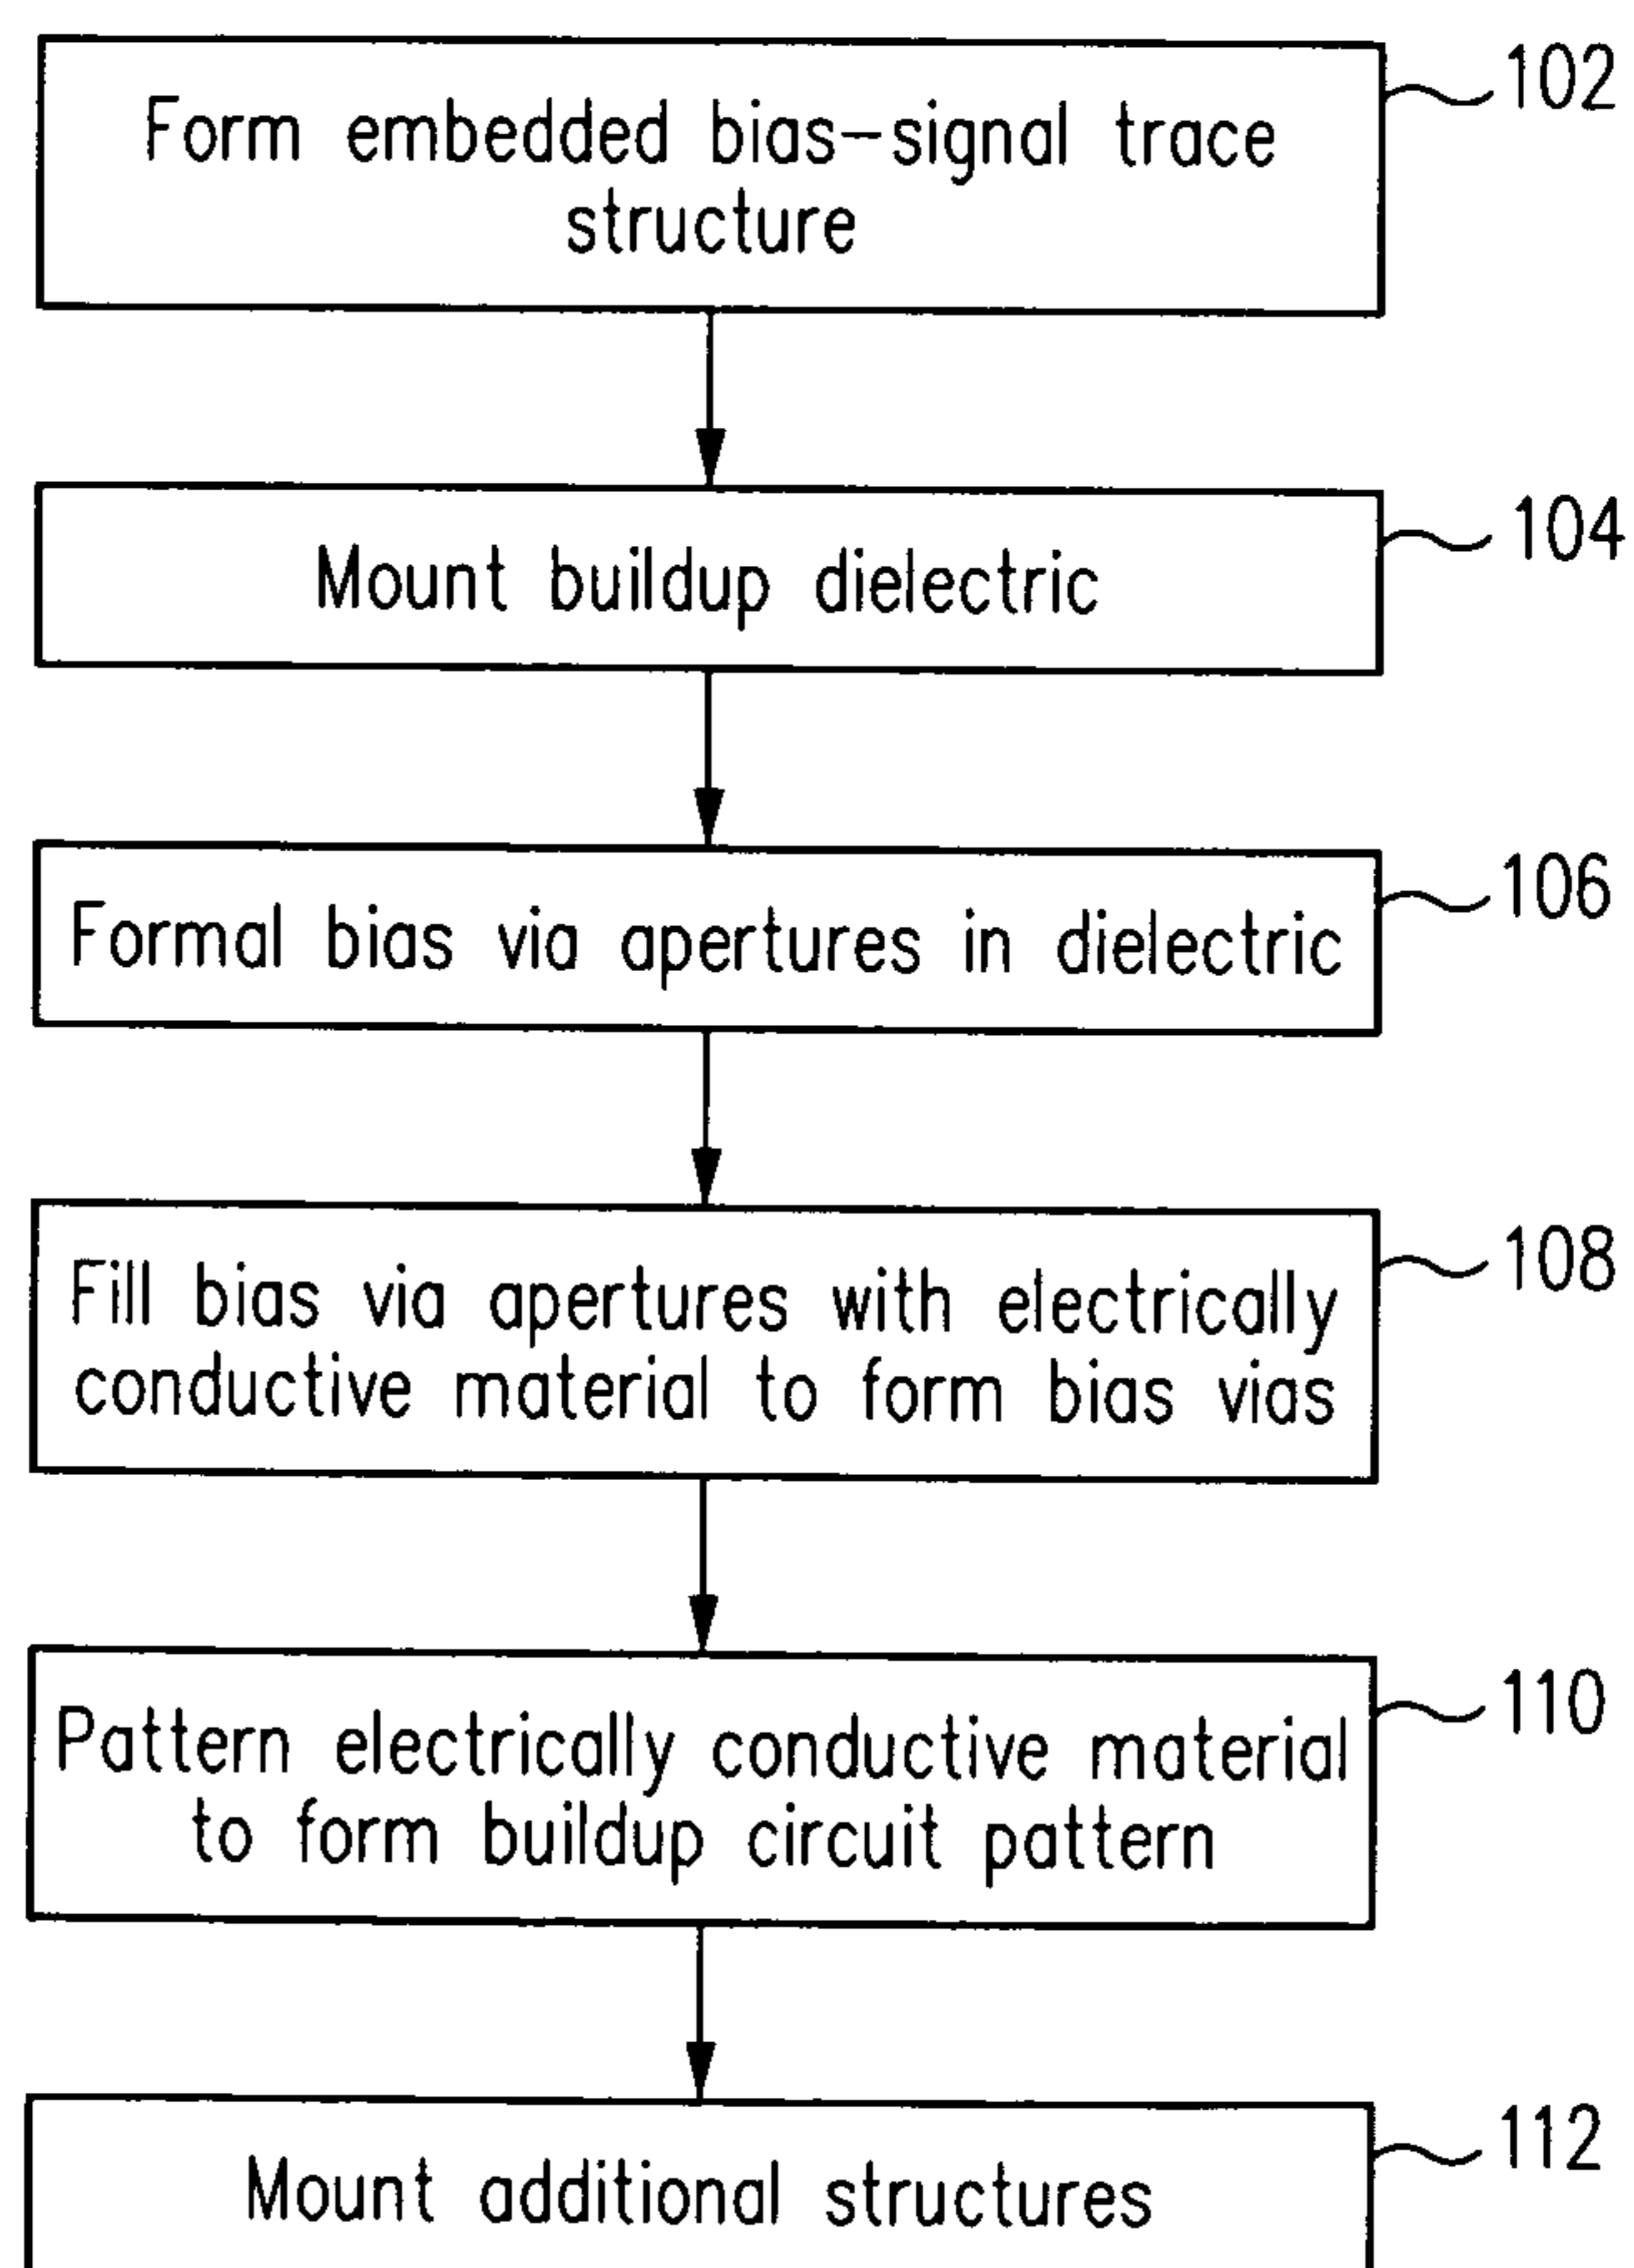 Form embedded bias-signal trace
structure
102
Mount buildup dielectric
104
Formal bias via apertures in dielectric
106
Fill bias via apertures with electrically
conductive material to form bias vias
108
Pattern electrically conductive material
to form buildup circuit pattern
110
Mount additional structures
112